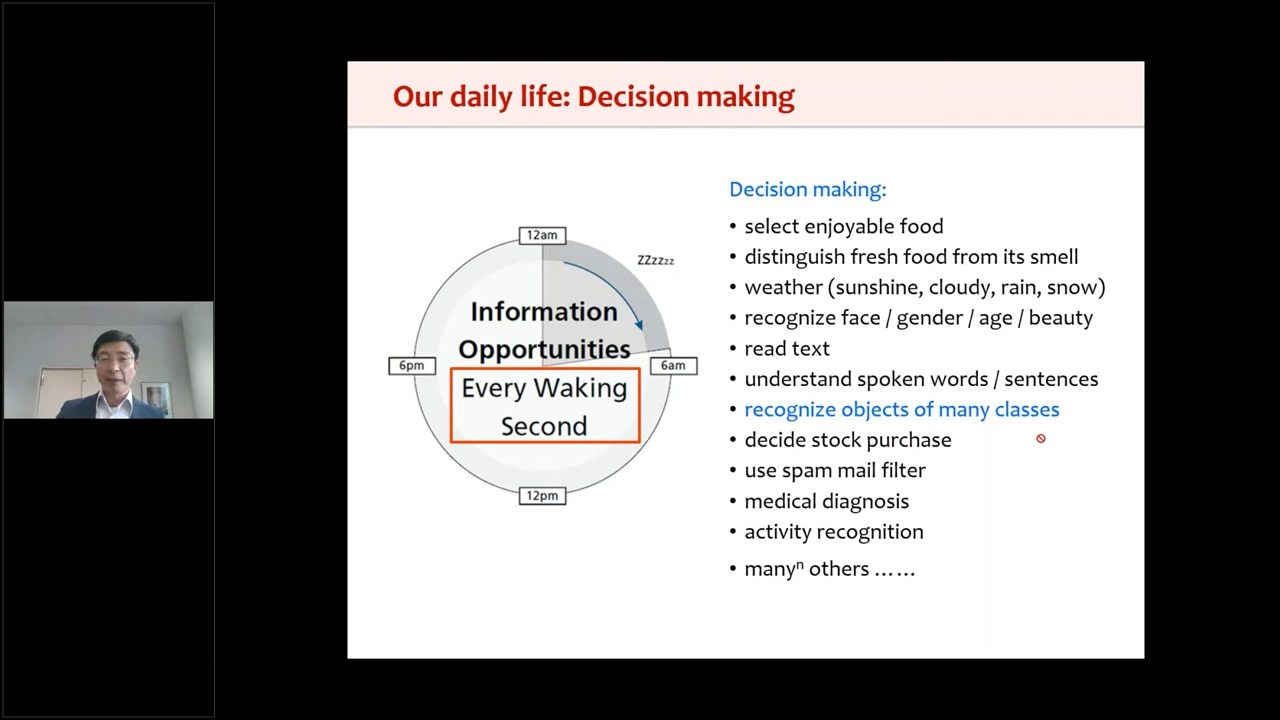 Our daily life: Decision making
12am
ZZzzzz
Information
Opportunities
Every Waking
Second
6pm
6am
12pm
Decision making:
• select enjoyable food
• distinguish fresh food from its smell
• weather (sunshine, cloudy, rain, snow)
• recognize face / gender / age / beauty
• read text
• understand spoken words / sentences
• recognize objects of many classes
• decide stock purchase
• use spam mail filter
• medical diagnosis
• activity recognition
• manyⁿ others ……